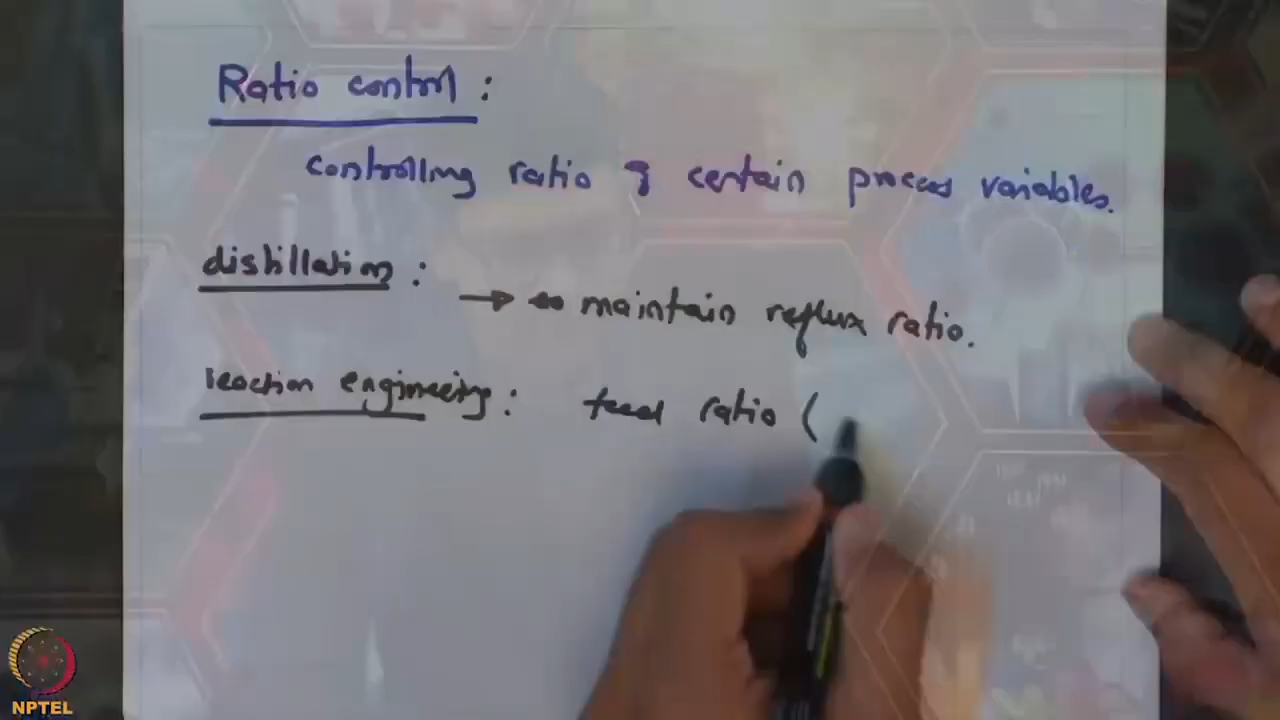 Ratio control :
controlling ratio of certain process variables.
distillation :
→ maintain reflux ratio.
reaction engineering : feed ratio (
NPTEL